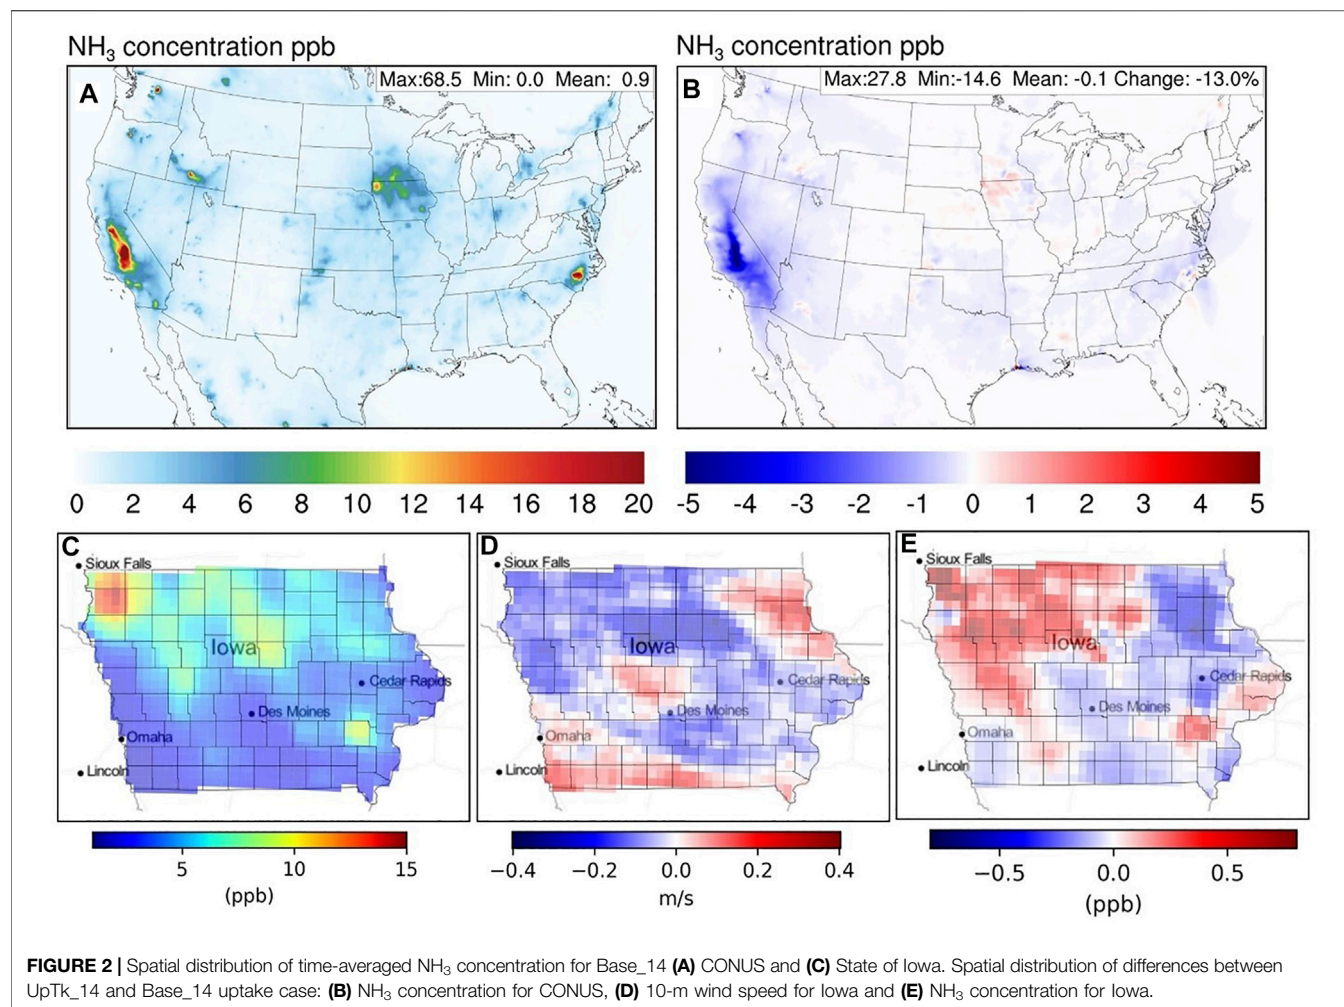 NH3 concentration ppb
A
Max:68.5 Min: 0.0 Mean: 0.9
0 2 4 6 8 10 12 14 16 18 20
NH3 concentration ppb
B
Max:27.8 Min:-14.6 Mean: -0.1 Change: -13.0%
-5 -4 -3 -2 -1 0 1 2 3 4 5
C
Sioux Falls
Iowa
Cedar Rapids
Des Moines
Omaha
Lincoln
5 10 15
(ppb)
D
Sioux Falls
Iowa
Cedar Rapids
Des Moines
Omaha
Lincoln
−0.4 −0.2 0.0 0.2 0.4
m/s
E
Sioux Falls
Iowa
Cedar Rapids
Des Moines
Omaha
Lincoln
−0.5 0.0 0.5
(ppb)
FIGURE 2 | Spatial distribution of time-averaged NH3 concentration for Base_14 (A) CONUS and (C) State of Iowa. Spatial distribution of differences between
UpTk_14 and Base_14 uptake case: (B) NH3 concentration for CONUS, (D) 10-m wind speed for Iowa and (E) NH3 concentration for Iowa.